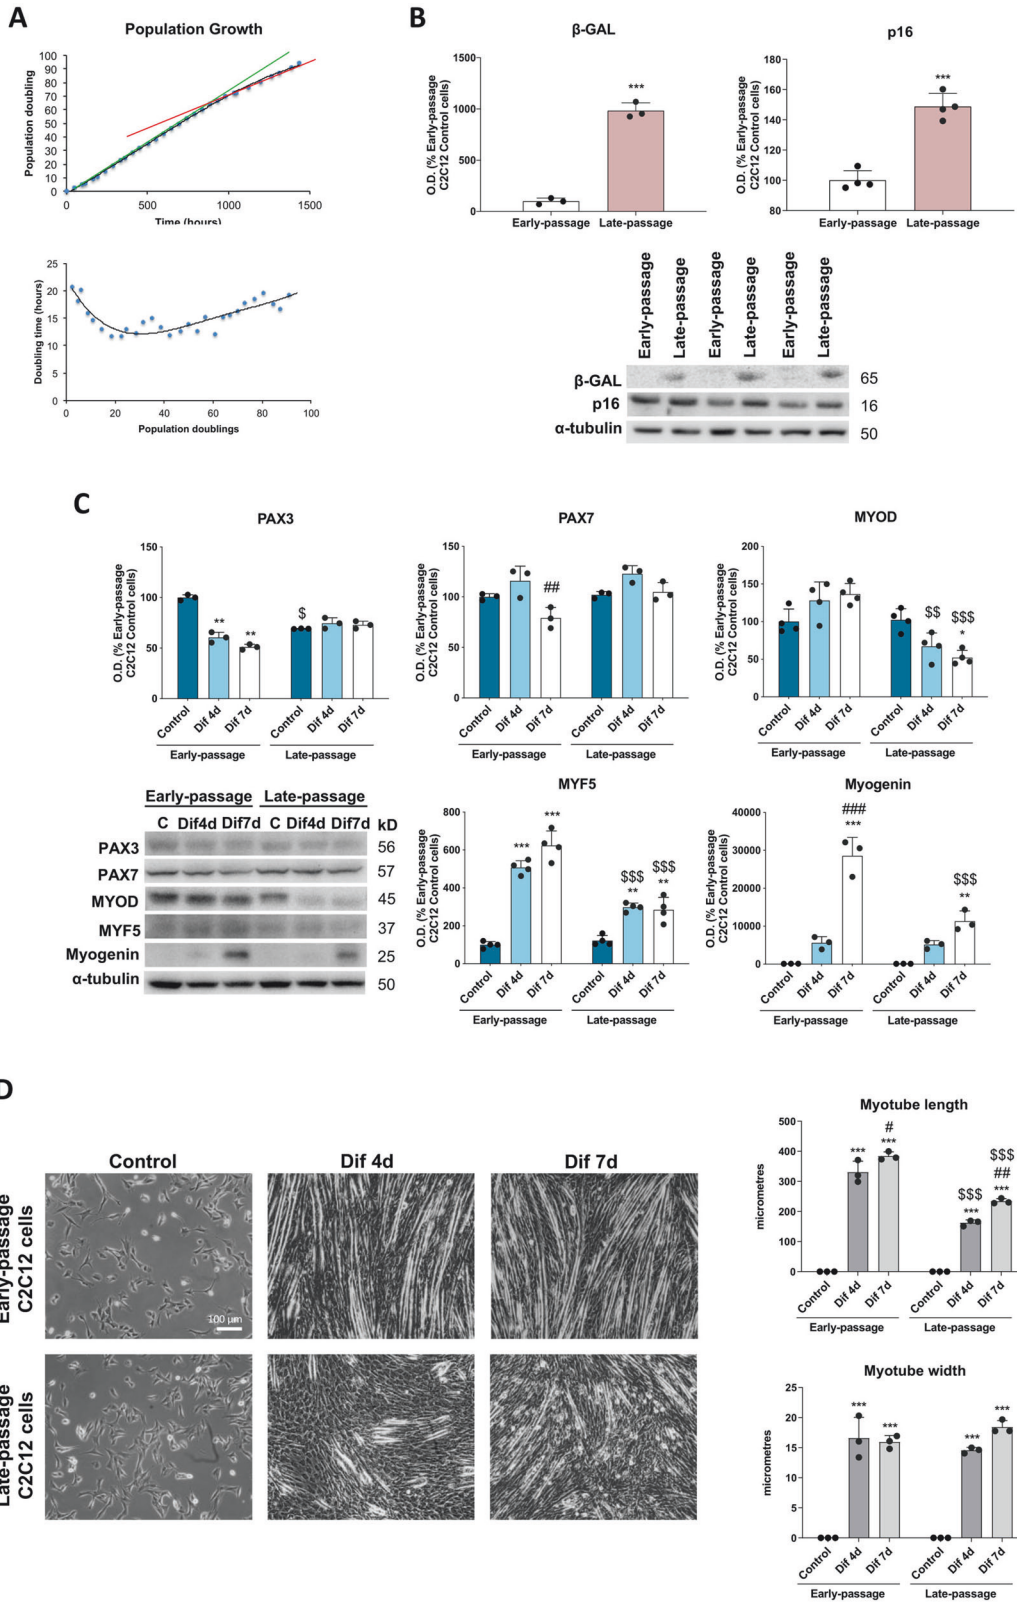 A
Population Growth
Population doubling
100
90
80
70
60
50
40
30
20
10
0
0 500 1000 1500
Time (hours)
Doubling time (hours)
25
20
15
10
5
0
0 20 40 60 80 100
Population doublings
B
β-GAL
O.D. (% Early-passage
C2C12 Control cells)
1500
1000
500
0
***
Early-passage Late-passage
p16
O.D. (% Early-passage
C2C12 Control cells)
160
140
120
100
80
***
Early-passage Late-passage
Early-passage
Late-passage
Early-passage
Late-passage
Early-passage
Late-passage
β-GAL 65
p16 16
α-tubulin 50
C
PAX3
O.D. (% Early-passage
C2C12 Control cells)
150
100
50
0
** ** $
Control Dif 4d Dif 7d Control Dif 4d Dif 7d
Early-passage Late-passage
PAX7
O.D. (% Early-passage
C2C12 Control cells)
150
100
50
0
##
Control Dif 4d Dif 7d Control Dif 4d Dif 7d
Early-passage Late-passage
MYOD
O.D. (% Early-passage
C2C12 Control cells)
200
150
100
50
0
$$ $$$
*
Control Dif 4d Dif 7d Control Dif 4d Dif 7d
Early-passage Late-passage
Early-passage Late-passage
C Dif4d Dif7d C Dif4d Dif7d kD
PAX3 56
PAX7 57
MYOD 45
MYF5 37
Myogenin 25
α-tubulin 50
MYF5
O.D. (% Early-passage
C2C12 Control cells)
800
600
400
200
0
*** ***
$$$ $$$
** **
Control Dif 4d Dif 7d Control Dif 4d Dif 7d
Early-passage Late-passage
Myogenin
O.D. (% Early-passage
C2C12 Control cells)
40000
30000
20000
10000
0
###
***
$$$
**
Control Dif 4d Dif 7d Control Dif 4d Dif 7d
Early-passage Late-passage
D
Control Dif 4d Dif 7d
Early-passage
C2C12 cells
100 µm
Late-passage
C2C12 cells
Myotube length
micrometres
500
400
300
200
100
0
#
*** ***
$$$
##
$$$ ***
***
Control Dif 4d Dif 7d Control Dif 4d Dif 7d
Early-passage Late-passage
Myotube width
micrometres
25
20
15
10
5
0
*** *** *** ***
Control Dif 4d Dif 7d Control Dif 4d Dif 7d
Early-passage Late-passage